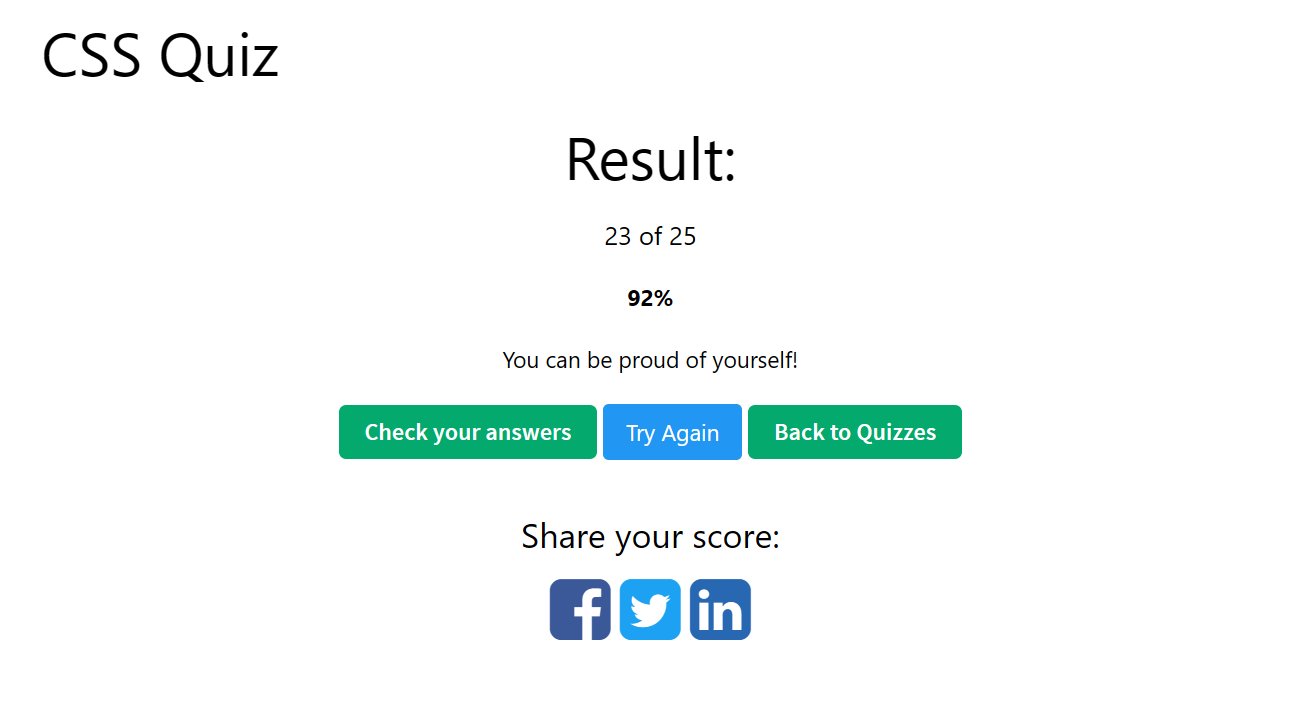 CSS Quiz
Result:
23 of 25
92%
You can be proud of yourself!
Check your answers Try Again Back to Quizzes
Share your score:
f in